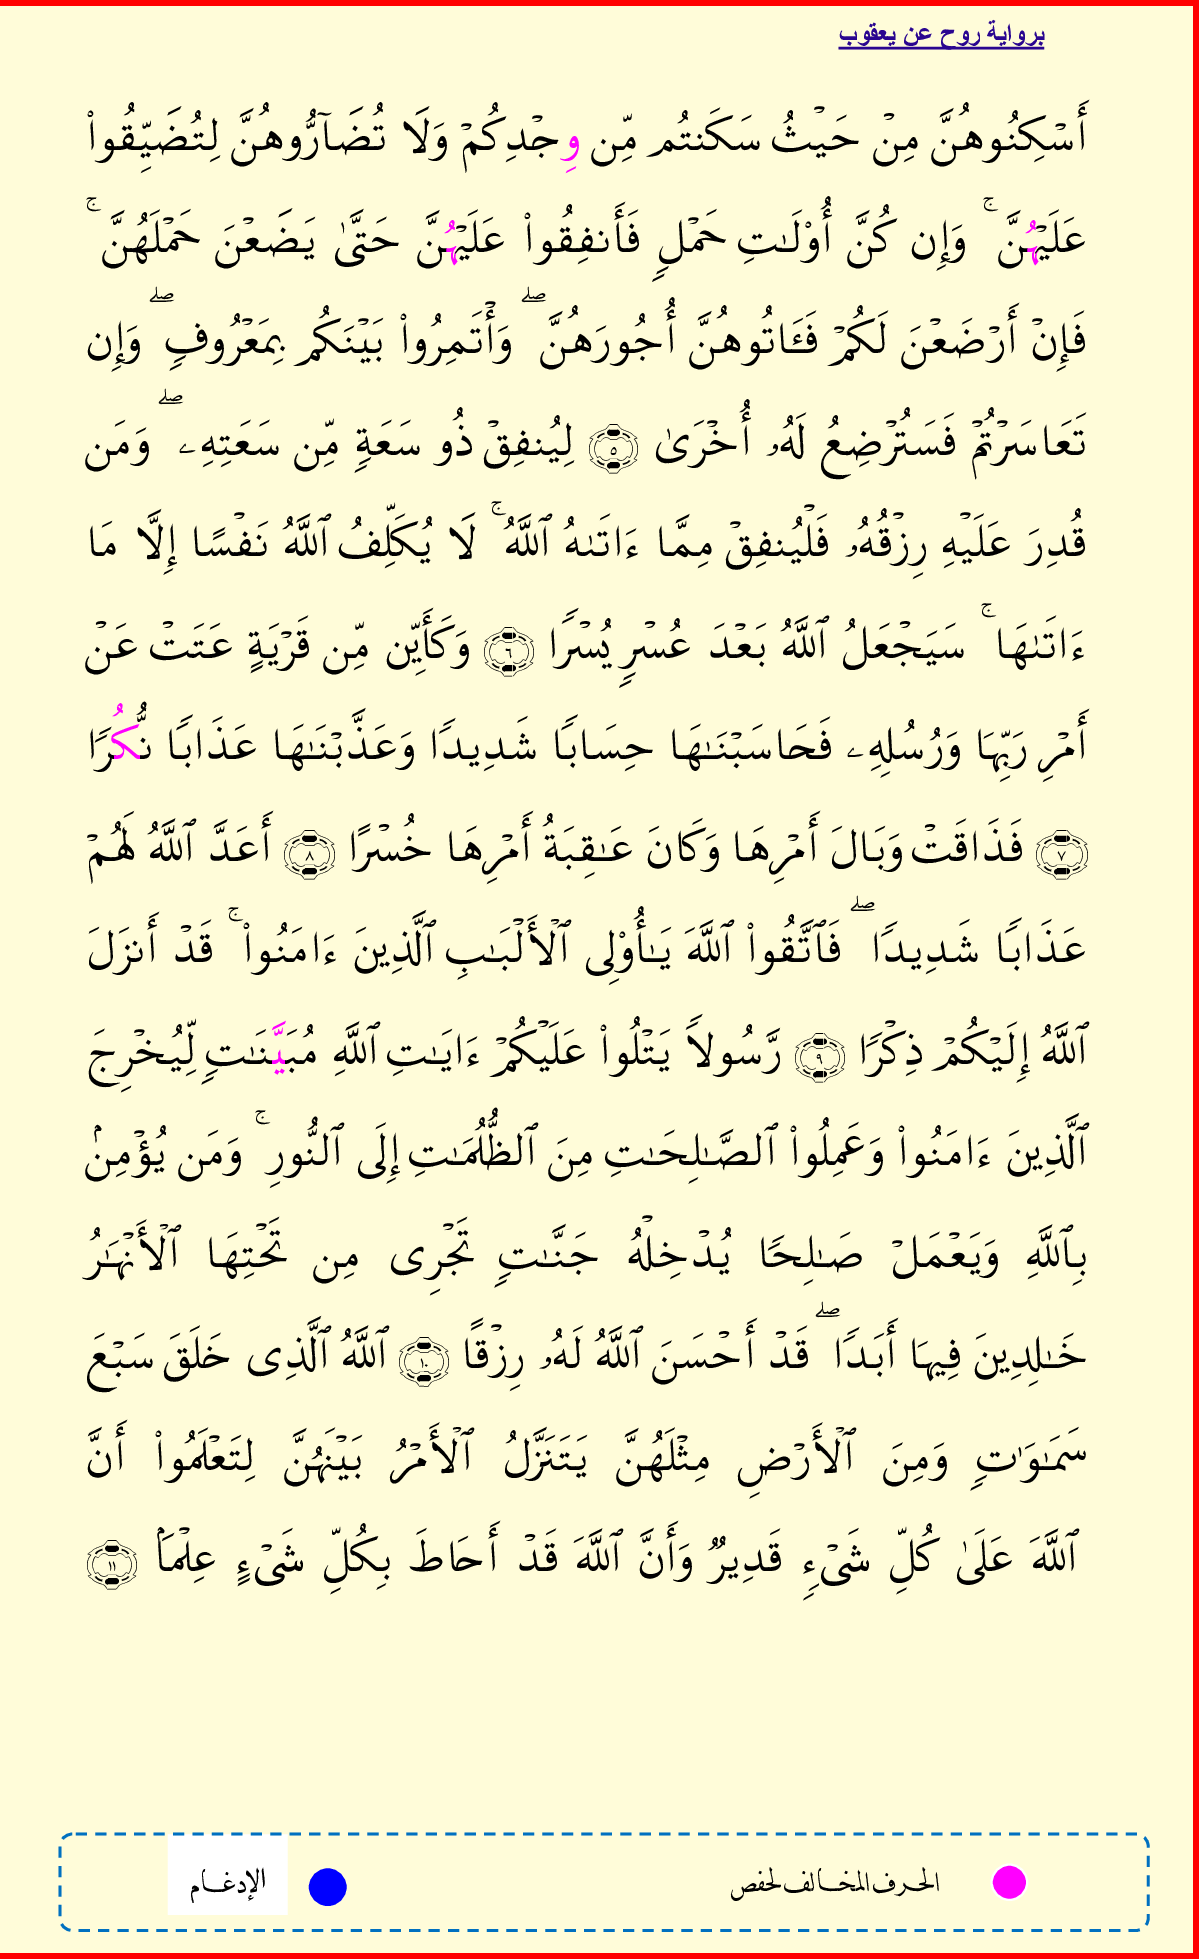 برواية روح عن يعقوب
أَسْكِنُوهُنَّ مِنْ حَيْثُ سَكَنتُم مِّن وِجْدِكُمْ وَلَا تُضَآرُّوهُنَّ لِتُضَيِّقُوا۟
عَلَيْهُنَّ ۚ وَإِن كُنَّ أُو۟لَـٰتِ حَمْلٍ فَأَنفِقُوا۟ عَلَيْهُنَّ حَتَّىٰ يَضَعْنَ حَمْلَهُنَّ ۚ
فَإِنْ أَرْضَعْنَ لَكُمْ فَـَٔاتُوهُنَّ أُجُورَهُنَّ ۖ وَأْتَمِرُوا۟ بَيْنَكُم بِمَعْرُوفٍ ۖ وَإِن
تَعَاسَرْتُمْ فَسَتُرْضِعُ لَهُۥ أُخْرَىٰ ٥ لِيُنفِقْ ذُو سَعَةٍ مِّن سَعَتِهِۦ ۖ وَمَن
قُدِرَ عَلَيْهِ رِزْقُهُۥ فَلْيُنفِقْ مِمَّا ءَاتَىٰهُ ٱللَّهُ ۚ لَا يُكَلِّفُ ٱللَّهُ نَفْسًا إِلَّا مَا
ءَاتَىٰهَا ۚ سَيَجْعَلُ ٱللَّهُ بَعْدَ عُسْرٍ يُسْرًا ٦ وَكَأَيِّن مِّن قَرْيَةٍ عَتَتْ عَنْ
أَمْرِ رَبِّهَا وَرُسُلِهِۦ فَحَاسَبْنَـٰهَا حِسَابًا شَدِيدًا وَعَذَّبْنَـٰهَا عَذَابًا نُّكُرًا
٧ فَذَاقَتْ وَبَالَ أَمْرِهَا وَكَانَ عَـٰقِبَةُ أَمْرِهَا خُسْرًا ٨ أَعَدَّ ٱللَّهُ لَهُمْ
عَذَابًا شَدِيدًا ۖ فَٱتَّقُوا۟ ٱللَّهَ يَـٰأُو۟لِى ٱلْأَلْبَـٰبِ ٱلَّذِينَ ءَامَنُوا۟ ۚ قَدْ أَنزَلَ
ٱللَّهُ إِلَيْكُمْ ذِكْرًا ٩ رَّسُولًا يَتْلُوا۟ عَلَيْكُمْ ءَايَـٰتِ ٱللَّهِ مُبَيَّنَـٰتٍ لِّيُخْرِجَ
ٱلَّذِينَ ءَامَنُوا۟ وَعَمِلُوا۟ ٱلصَّـٰلِحَـٰتِ مِنَ ٱلظُّلُمَـٰتِ إِلَى ٱلنُّورِ ۚ وَمَن يُؤْمِنۢ
بِٱللَّهِ وَيَعْمَلْ صَـٰلِحًا يُدْخِلْهُ جَنَّـٰتٍ تَجْرِى مِن تَحْتِهَا ٱلْأَنْهَـٰرُ
خَـٰلِدِينَ فِيهَا أَبَدًا ۖ قَدْ أَحْسَنَ ٱللَّهُ لَهُۥ رِزْقًا ١٠ ٱللَّهُ ٱلَّذِى خَلَقَ سَبْعَ
سَمَـٰوَٰتٍ وَمِنَ ٱلْأَرْضِ مِثْلَهُنَّ يَتَنَزَّلُ ٱلْأَمْرُ بَيْنَهُنَّ لِتَعْلَمُوا۟ أَنَّ
ٱللَّهَ عَلَىٰ كُلِّ شَىْءٍ قَدِيرٌ وَأَنَّ ٱللَّهَ قَدْ أَحَاطَ بِكُلِّ شَىْءٍ عِلْمًۢا ١١
الحرف المخالف لحفص
الإدغام